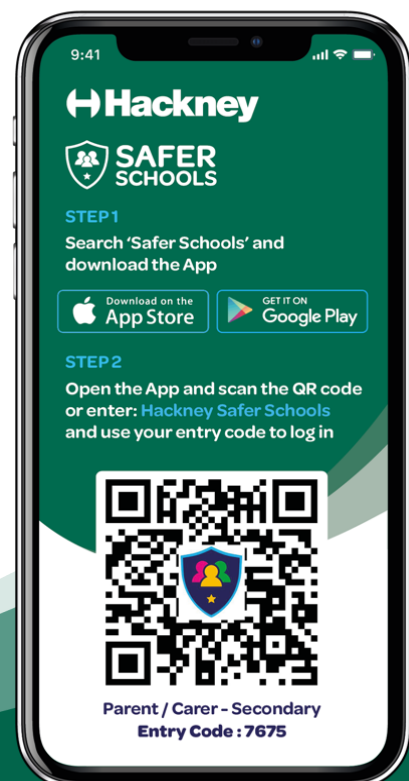 9:41
Hackney
SAFER
SCHOOLS
STEP 1
Search ‘Safer Schools’ and
download the App
Download on the
App Store
GET IT ON
Google Play
STEP 2
Open the App and scan the QR code
or enter: Hackney Safer Schools
and use your entry code to log in
Parent / Carer - Secondary
Entry Code : 7675